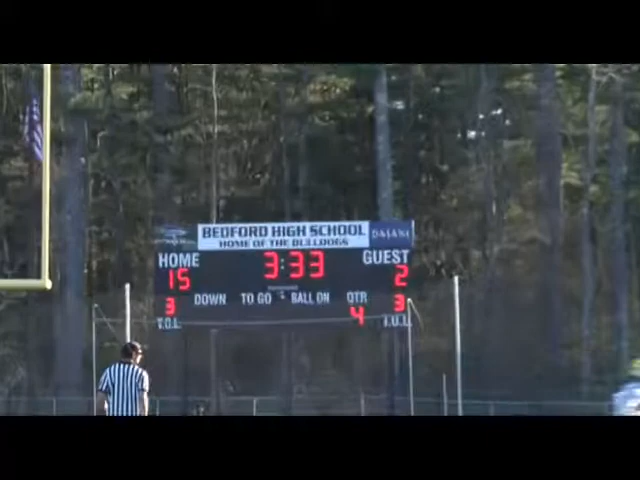 BEDFORD HIGH SCHOOL
HOME OF THE BULLDOGS
HOME 3:33 GUEST
15 2
3 DOWN TO GO BALL ON QTR 3
T.O.L. 4 T.O.L.